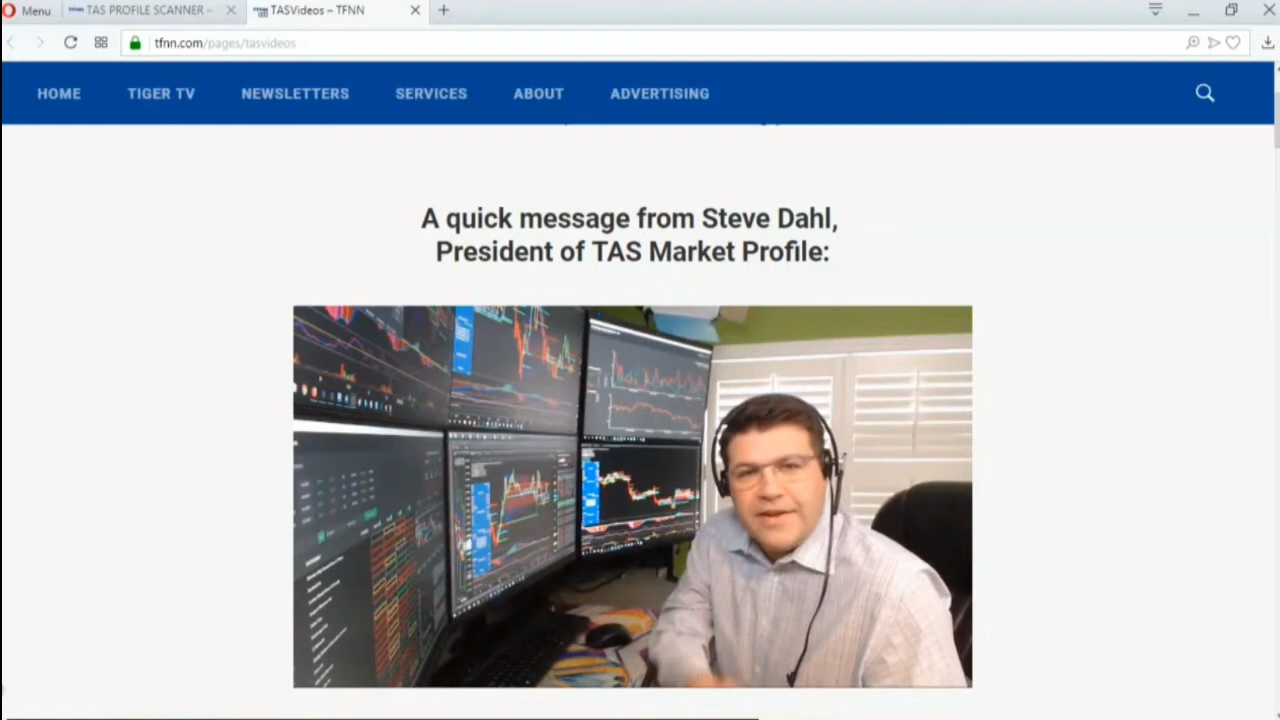 Menu
TAS PROFILE SCANNER –
TASVideos – TFNN
tfnn.com/pages/tasvideos
HOME
TIGER TV
NEWSLETTERS
SERVICES
ABOUT
ADVERTISING
A quick message from Steve Dahl,
President of TAS Market Profile: